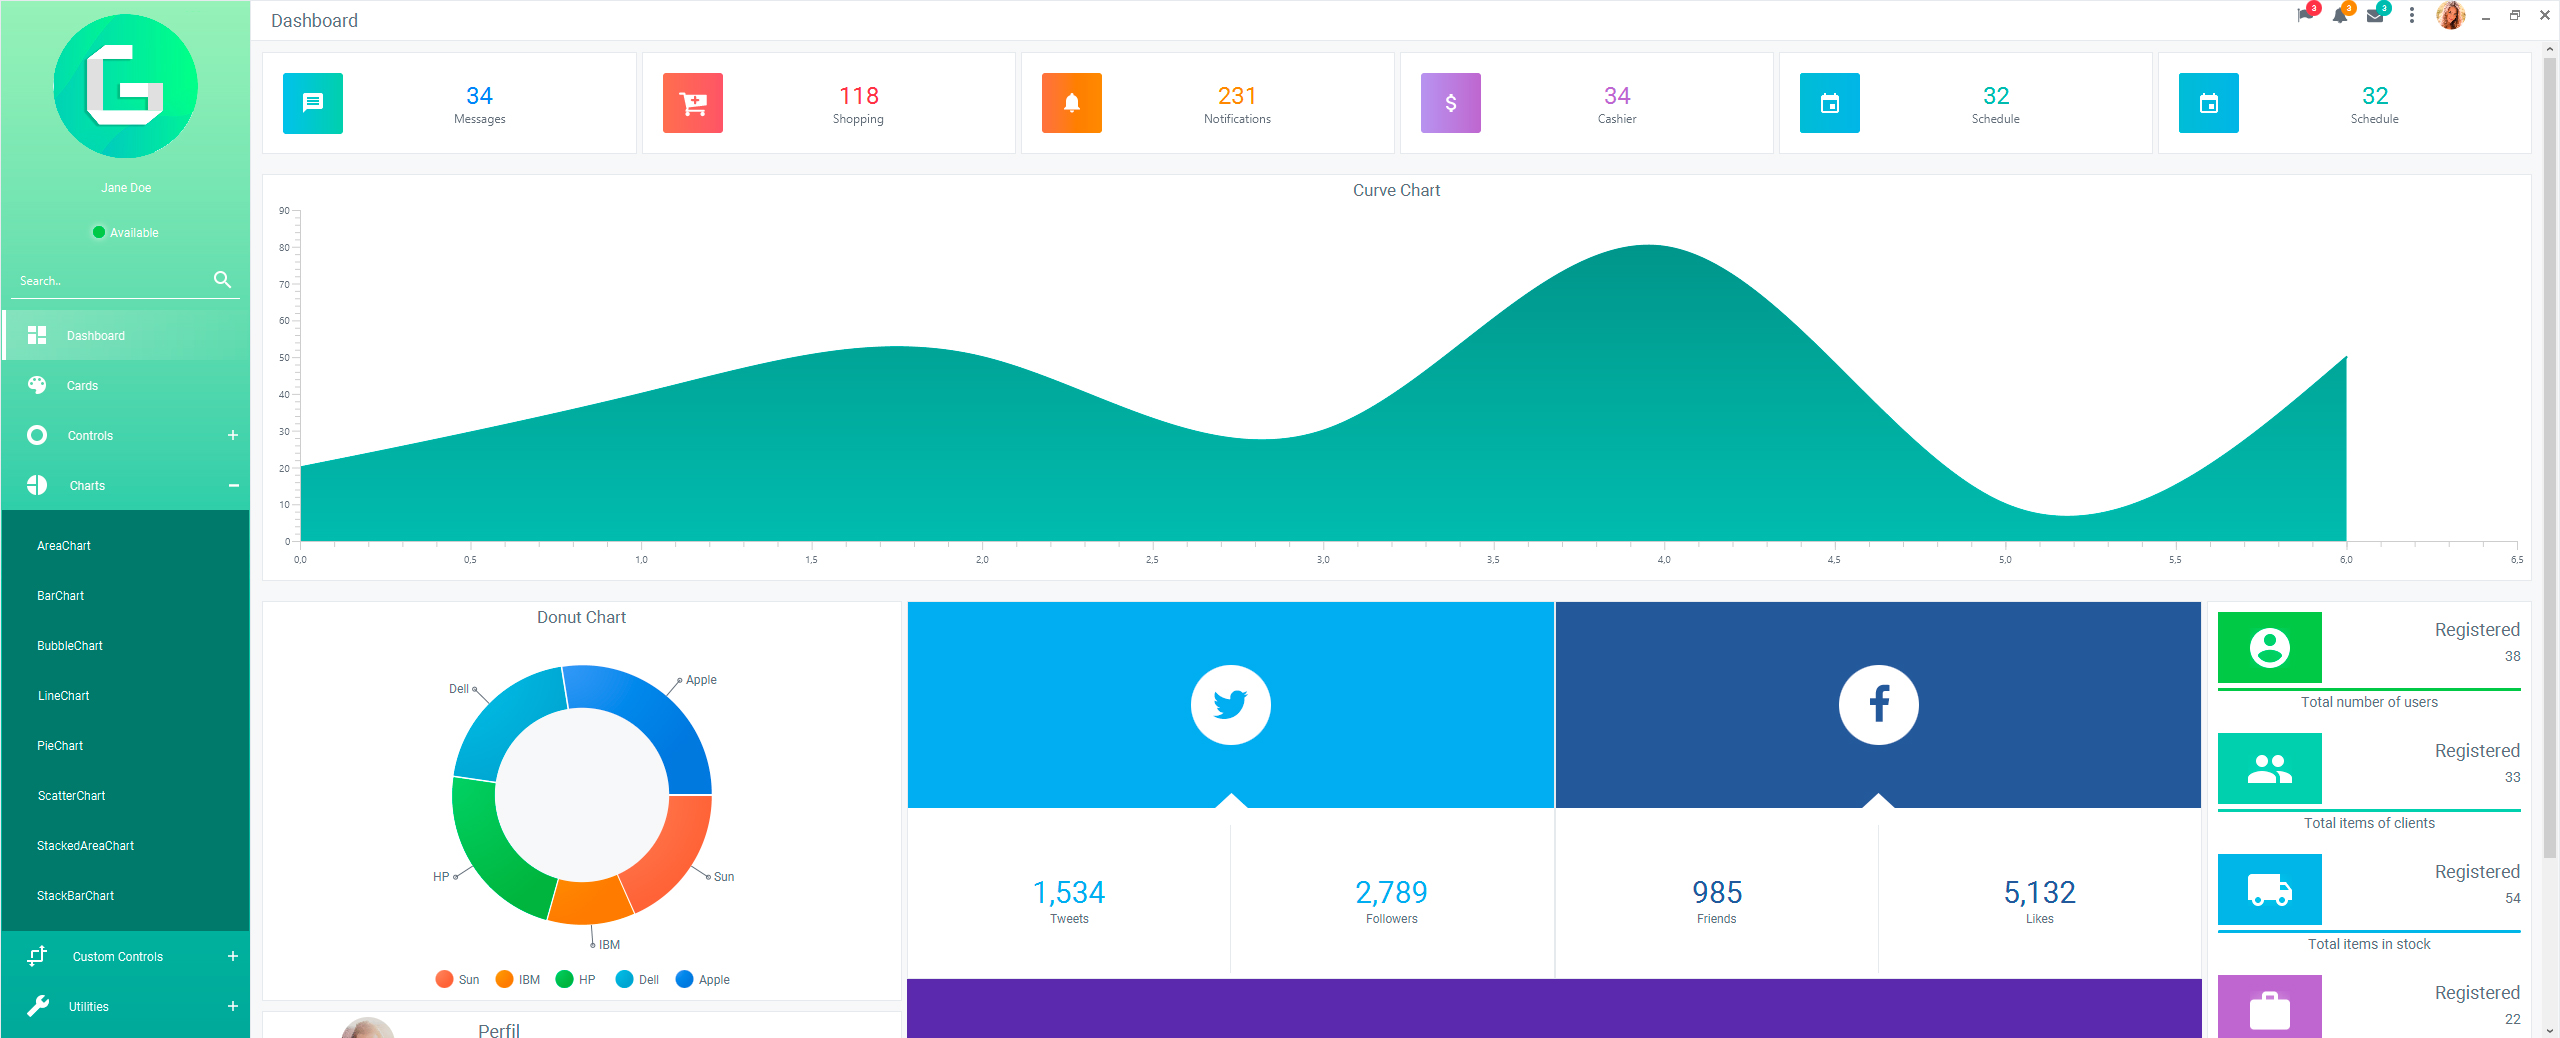 Dashboard
3
3
3
G
Jane Doe
Available
Search..
Dashboard
Cards
Controls +
Charts
AreaChart
BarChart
BubbleChart
LineChart
PieChart
ScatterChart
StackedAreaChart
StackBarChart
Custom Controls +
Utilities +
34
Messages
118
Shopping
231
Notifications
$
34
Cashier
32
Schedule
32
Schedule
Curve Chart
90
80
70
60
50
40
30
20
10
0
0,0 0,5 1,0 1,5 2,0 2,5 3,0 3,5 4,0 4,5 5,0 5,5 6,0 6,5
Donut Chart
Dell
Apple
HP
Sun
IBM
Sun IBM HP Dell Apple
Perfil
f
1,534
Tweets
2,789
Followers
985
Friends
5,132
Likes
Registered
38
Total number of users
Registered
33
Total items of clients
Registered
54
Total items in stock
Registered
22